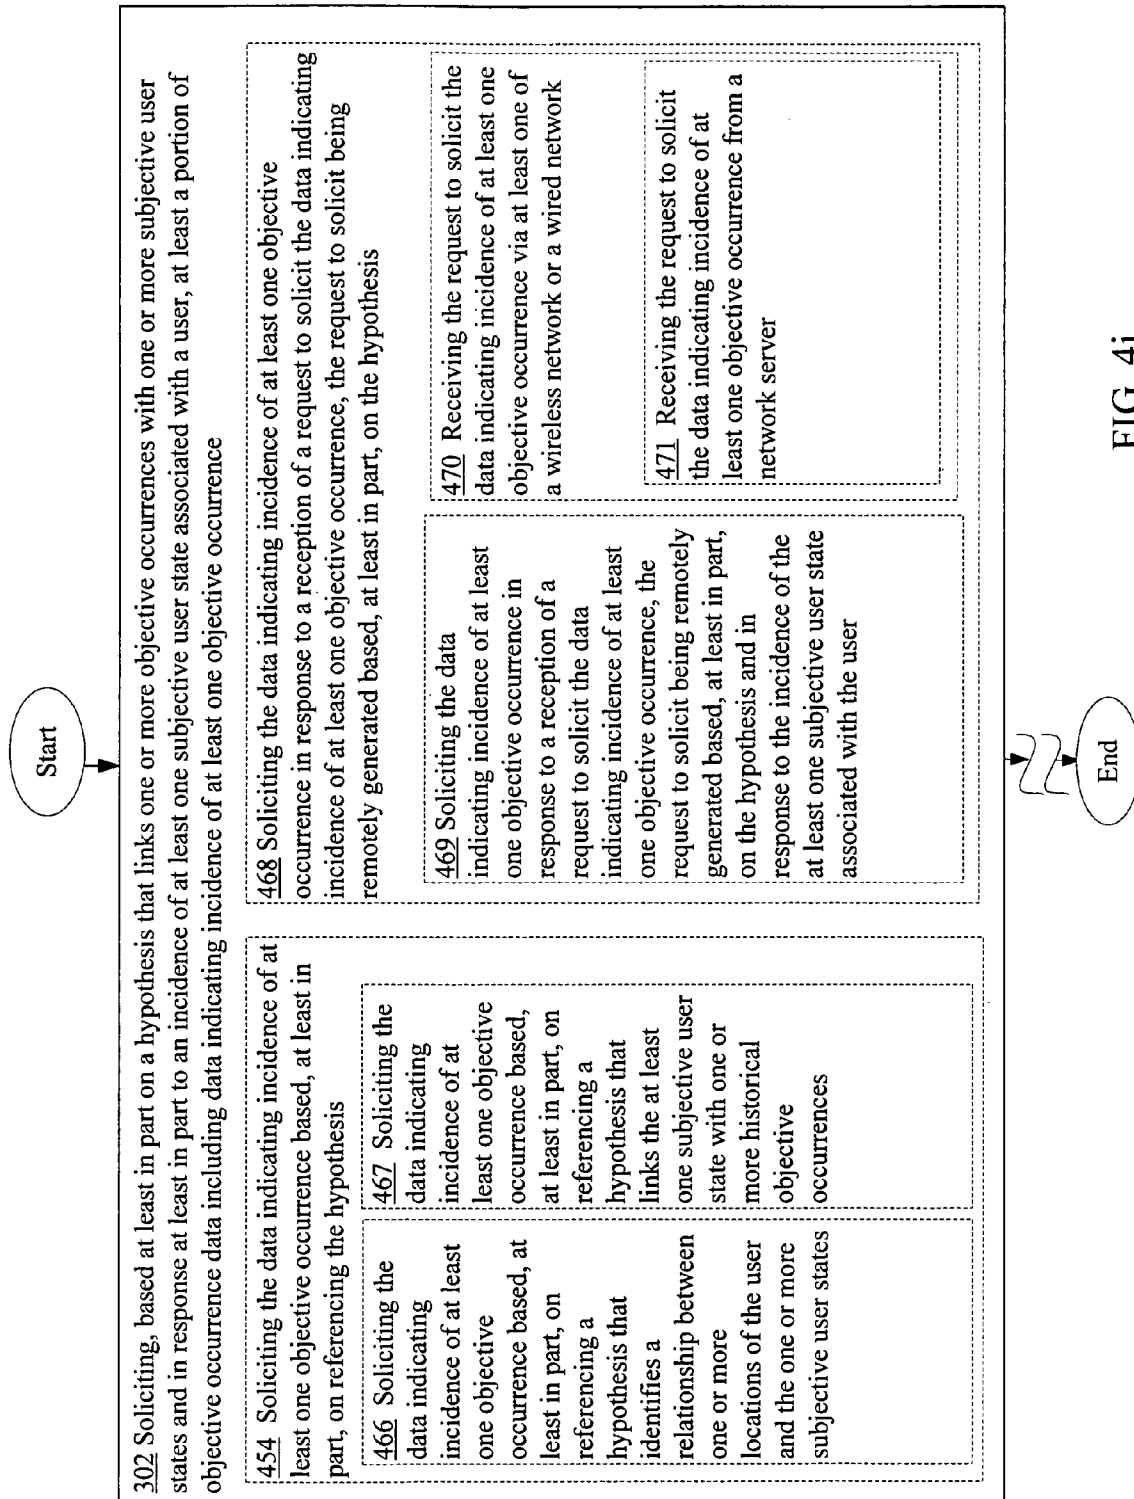 Start
302 Soliciting, based at least in part on a hypothesis that links one or more objective occurrences with one or more subjective user
states and in response at least in part to an incidence of at least one subjective user state associated with a user, at least a portion of
objective occurrence data including data indicating incidence of at least one objective occurrence
454 Soliciting the data indicating incidence of at
least one objective occurrence based, at least in
part, on referencing the hypothesis
466 Soliciting the
data indicating
incidence of at least
one objective
occurrence based, at
least in part, on
referencing a
hypothesis that
identifies a
relationship between
one or more
locations of the user
and the one or more
subjective user states
467 Soliciting the
data indicating
incidence of at
least one objective
occurrence based,
at least in part, on
referencing a
hypothesis that
links the at least
one subjective user
state with one or
more historical
objective
occurrences
468 Soliciting the data indicating incidence of at least one objective
occurrence in response to a reception of a request to solicit the data indicating
incidence of at least one objective occurrence, the request to solicit being
remotely generated based, at least in part, on the hypothesis
469 Soliciting the data
indicating incidence of at least
one objective occurrence in
response to a reception of a
request to solicit the data
indicating incidence of at least
one objective occurrence, the
request to solicit being remotely
generated based, at least in part,
on the hypothesis and in
response to the incidence of the
at least one subjective user state
associated with the user
470 Receiving the request to solicit the
data indicating incidence of at least one
objective occurrence via at least one of
a wireless network or a wired network
471 Receiving the request to solicit
the data indicating incidence of at
least one objective occurrence from a
network server
End